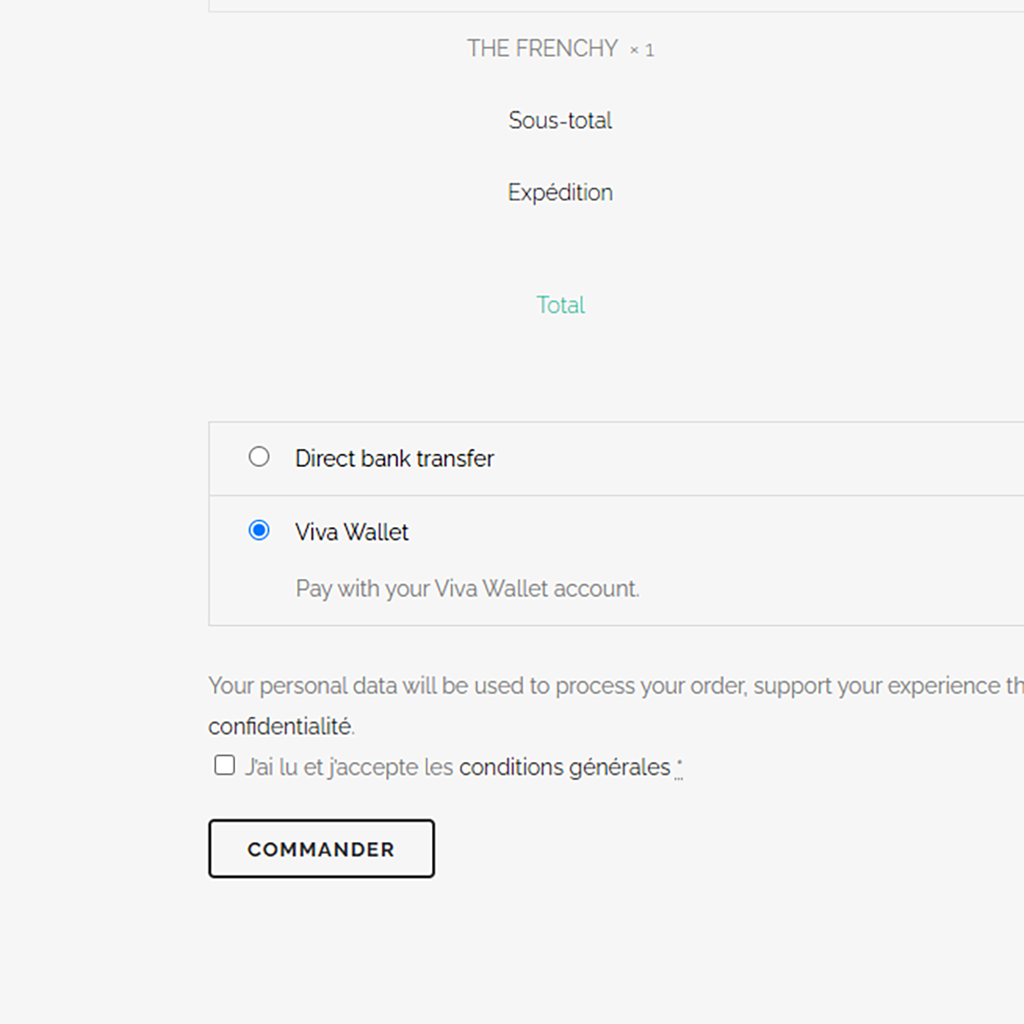 THE FRENCHY × 1
Sous-total
Expédition
Total
Direct bank transfer
Viva Wallet
Pay with your Viva Wallet account.
Your personal data will be used to process your order, support your experience th
confidentialité.
J'ai lu et j'accepte les conditions générales *
COMMANDER